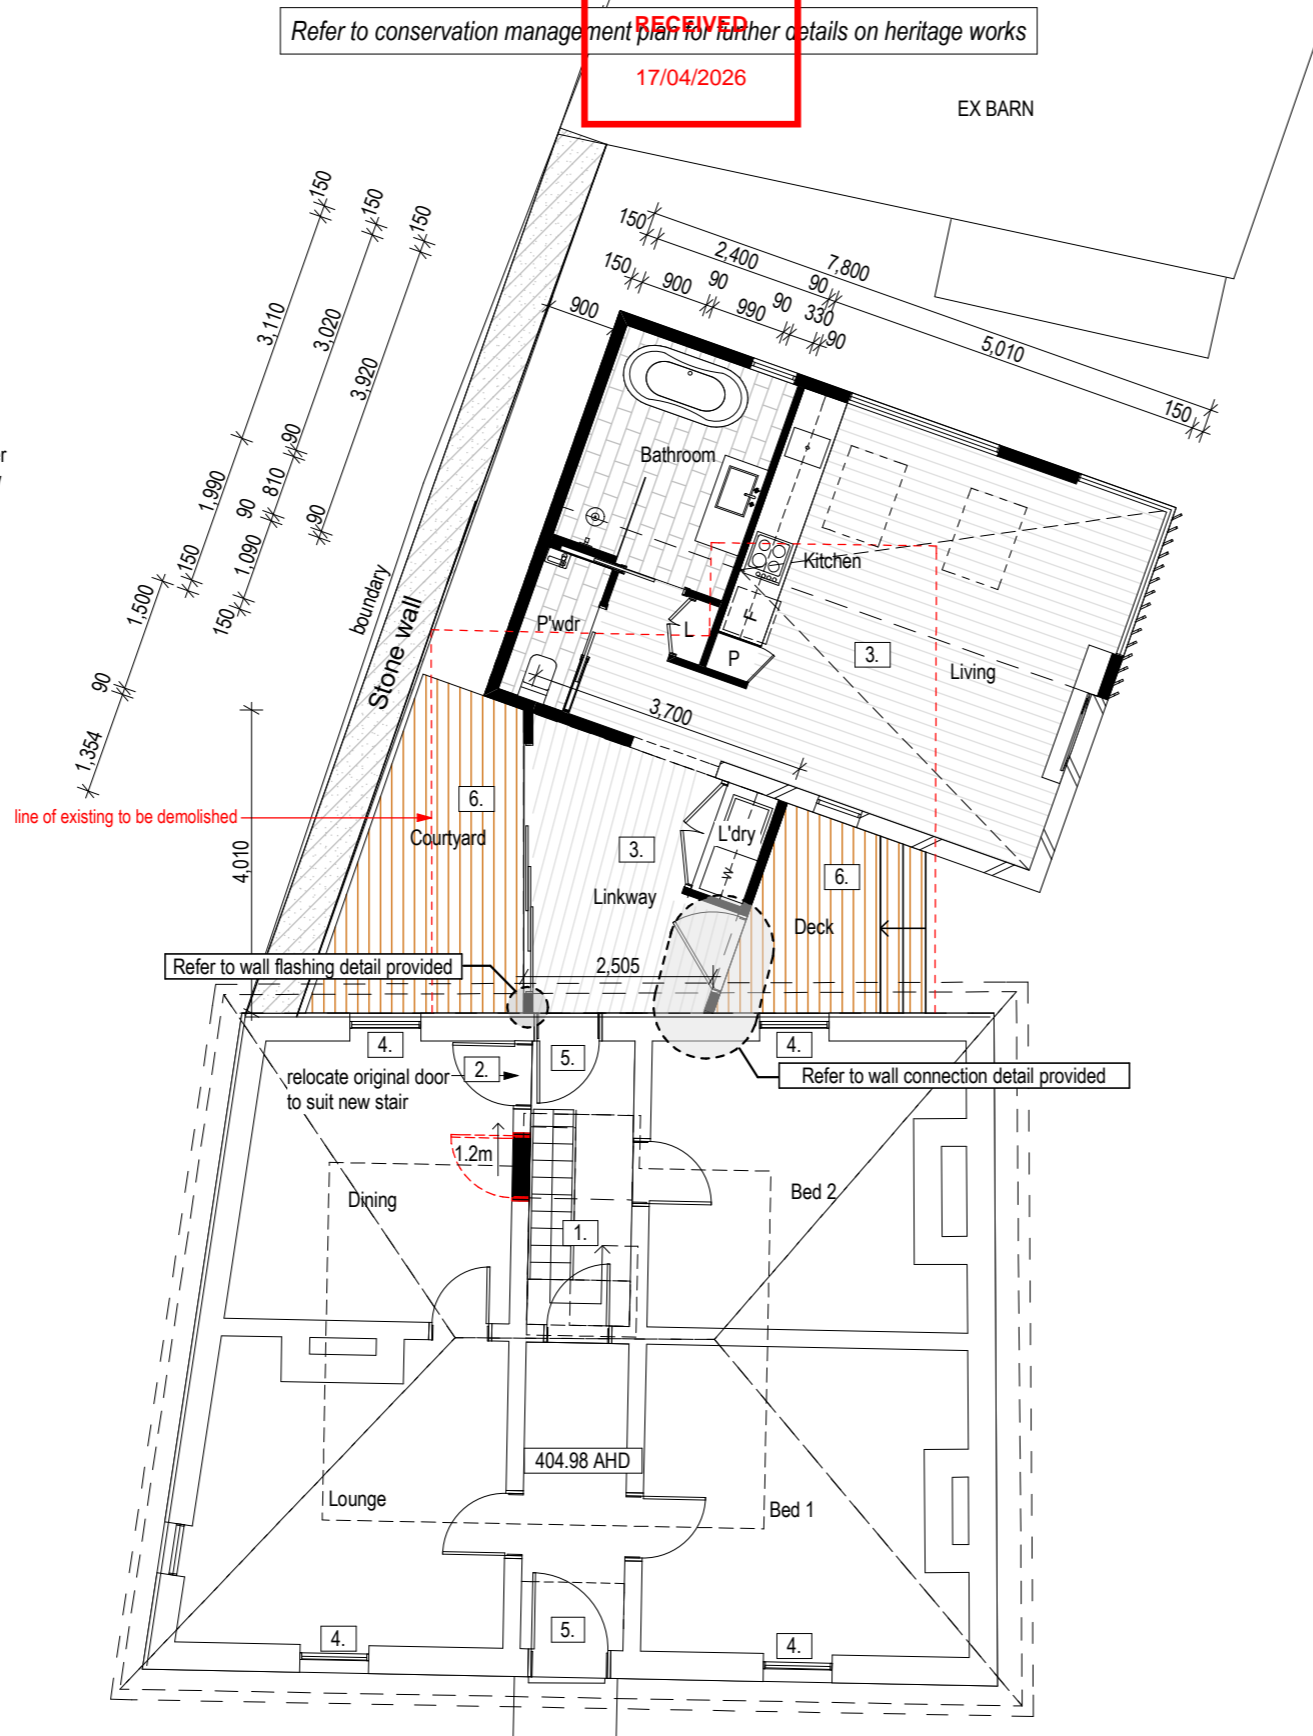 Refer to conservation management plan for further details on heritage works
RECEIVED
17/04/2026
EX BARN
150
150
150
3,110
3,020
3,920
150
2,400
7,800
150
900
90
90
990
90
330
90
5,010
150
900
er
1,990
90
810
90
90
1,090
150
150
1,500
90
1,354
4,010
boundary
Stone wall
Bathroom
Kitchen
P'wdr
L
F
P
3.
Living
3,700
line of existing to be demolished
6.
Courtyard
3.
Linkway
L'dry
W
6.
Deck
Refer to wall flashing detail provided
2,505
4.
2.
5.
4.
relocate original door
to suit new stair
Refer to wall connection detail provided
1.2m
Dining
1.
Bed 2
404.98 AHD
Lounge
Bed 1
4.
5.
4.